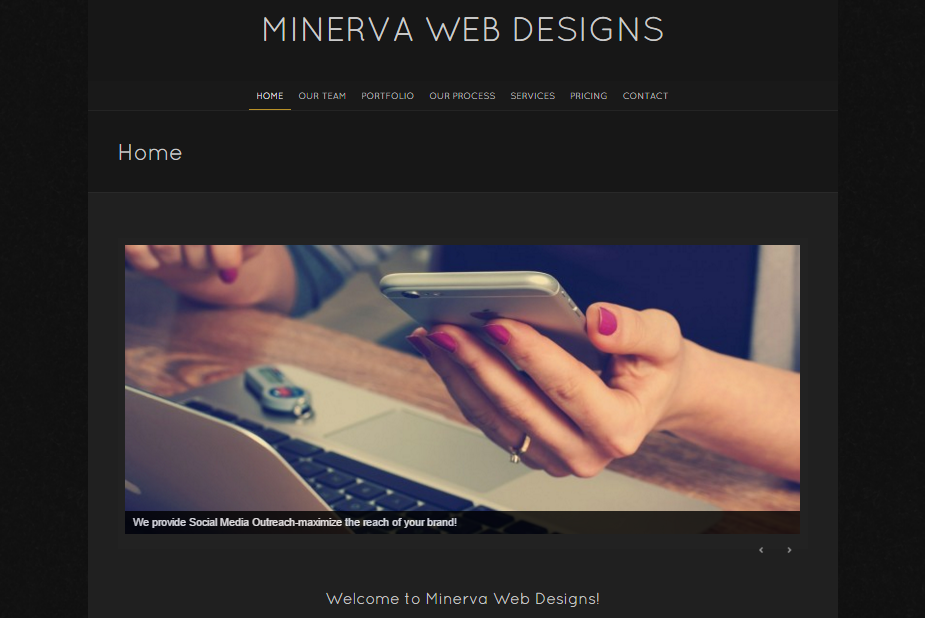 MINERVA WEB DESIGNS
HOME OUR TEAM PORTFOLIO OUR PROCESS SERVICES PRICING CONTACT
Home
We provide Social Media Outreach-maximize the reach of your brand!
Welcome to Minerva Web Designs!